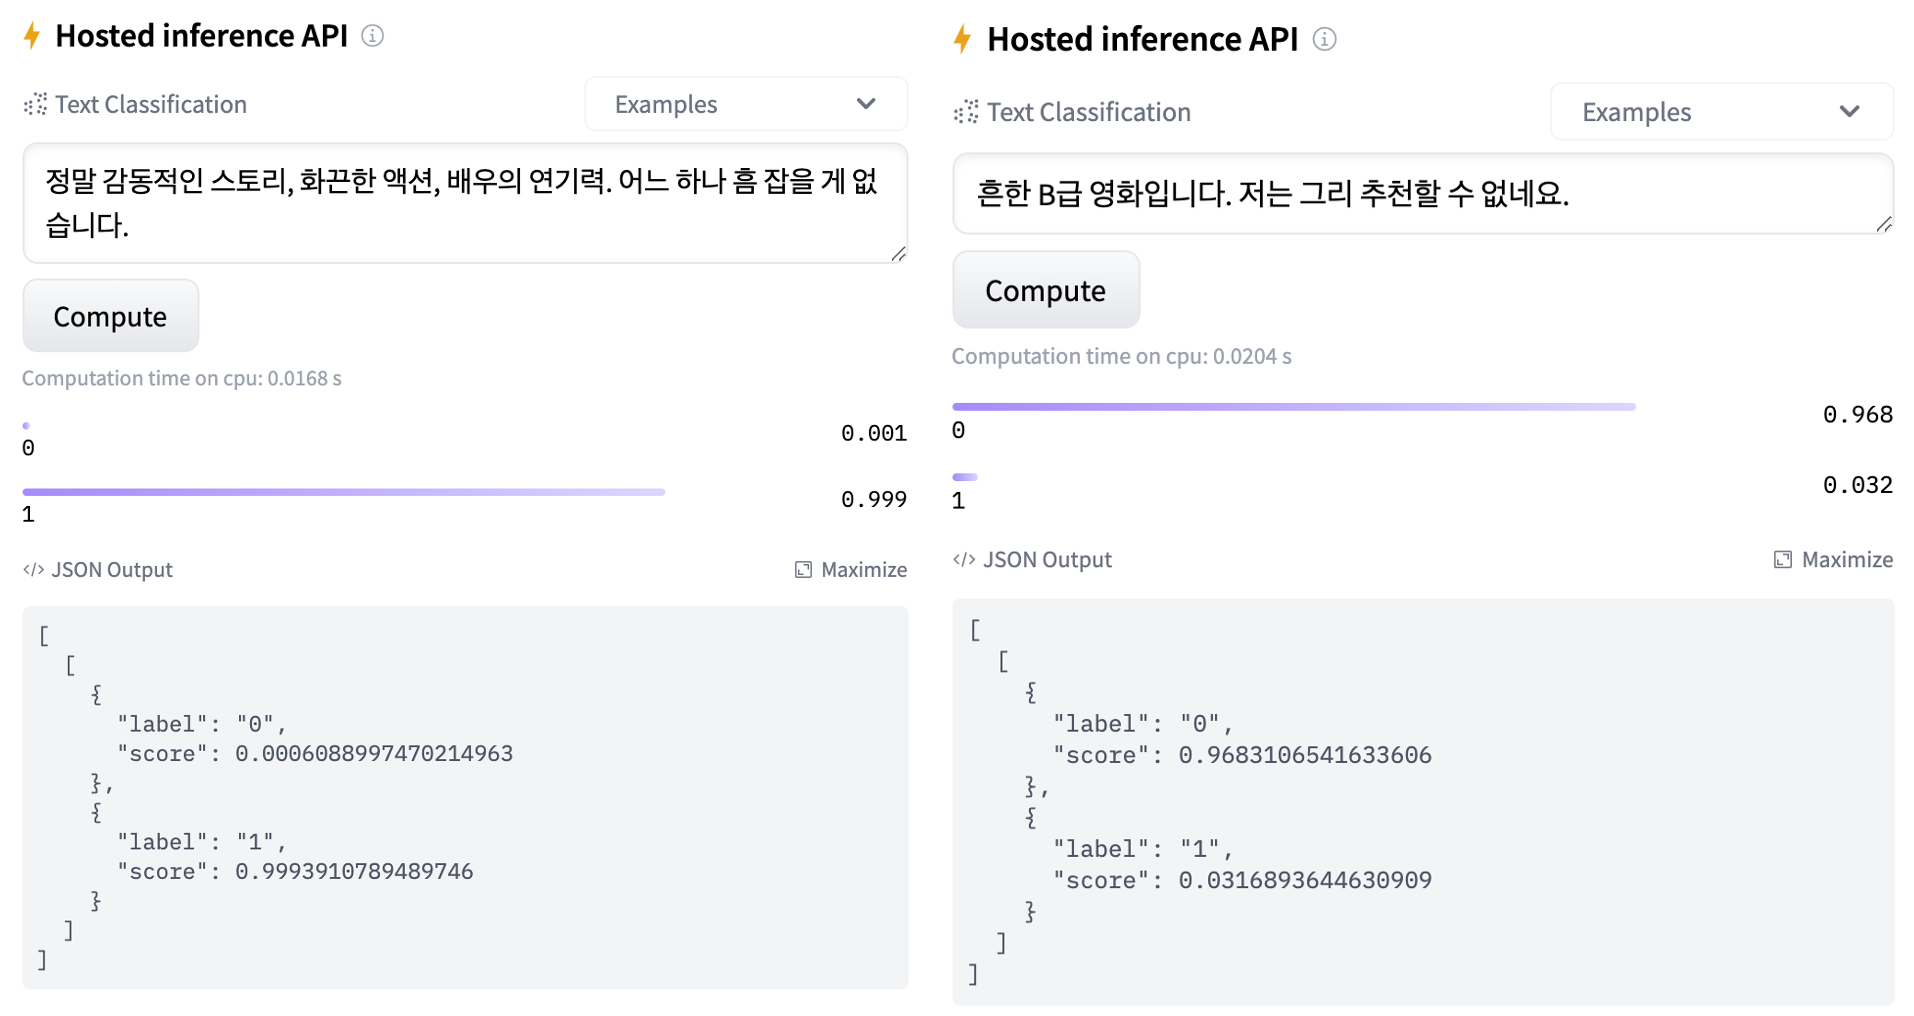 Hosted inference API
Text Classification
Examples
정말 감동적인 스토리, 화끈한 액션, 배우의 연기력. 어느 하나 흠 잡을 게 없
습니다.
Compute
Computation time on cpu: 0.0168 s
0
0.001
1
0.999
</> JSON Output
Maximize
[
  [
    {
      "label": "0",
      "score": 0.0006088997470214963
    },
    {
      "label": "1",
      "score": 0.9993910789489746
    }
  ]
]
Hosted inference API
Text Classification
Examples
흔한 B급 영화입니다. 저는 그리 추천할 수 없네요.
Compute
Computation time on cpu: 0.0204 s
0
0.968
1
0.032
</> JSON Output
Maximize
[
  [
    {
      "label": "0",
      "score": 0.9683106541633606
    },
    {
      "label": "1",
      "score": 0.0316893644630909
    }
  ]
]